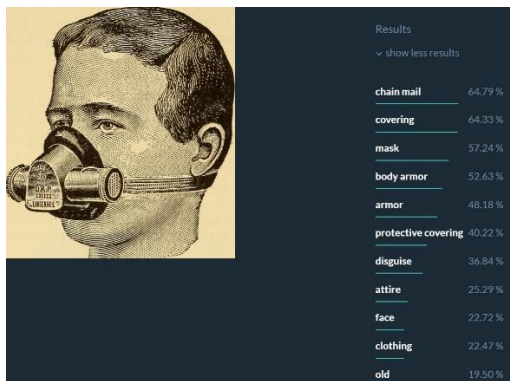 Results
show less results
chain mail 64.79 %
covering 64.33 %
mask 57.24 %
body armor 52.63 %
armor 48.18 %
protective covering 40.22 %
disguise 36.84 %
attire 25.29 %
face 22.72 %
clothing 22.47 %
old 19.50 %